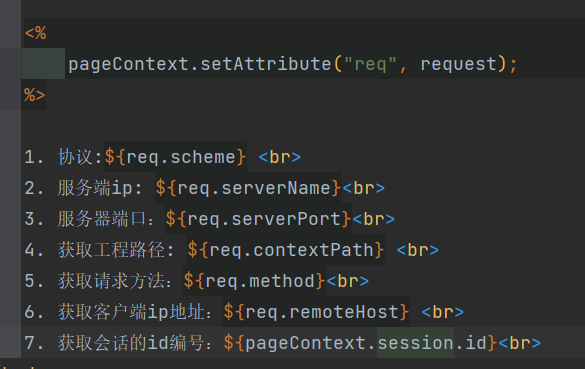 <%
pageContext.setAttribute("req", request);
%>
1. 协议:${req.scheme} <br>
2. 服务端ip: ${req.serverName}<br>
3. 服务器端口: ${req.serverPort}<br>
4. 获取工程路径: ${req.contextPath} <br>
5. 获取请求方法: ${req.method}<br>
6. 获取客户端ip地址: ${req.remoteHost} <br>
7. 获取会话的id编号: ${pageContext.session.id}<br>